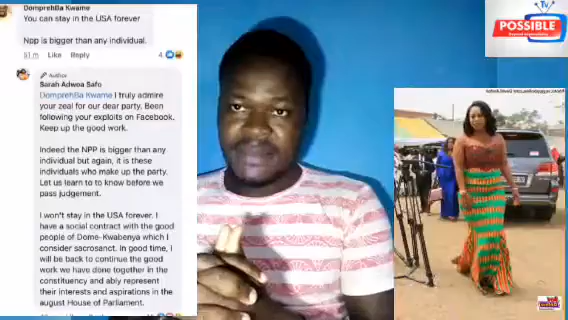 DomprehBa Kwame
You can stay in the USA forever
Npp is bigger than any individual.
51 m Like Reply 4
Author
Sarah Adwoa Safo
DomprehBa Kwame I truly admire
your zeal for our dear party. Been
following your exploits on Facebook.
Keep up the good work.
Indeed the NPP is bigger than any
individual but again, it is these
individuals who make up the party.
Let us learn to to know before we
pass judgement.
I won't stay in the USA forever. I
have a social contract with the good
people of Dome-Kwabenya which I
consider sacrosanct. In good time, I
will be back to continue the good
work we have done together in the
constituency and ably represent
their interests and aspirations in the
august House of Parliament.
Tv
POSSIBLE